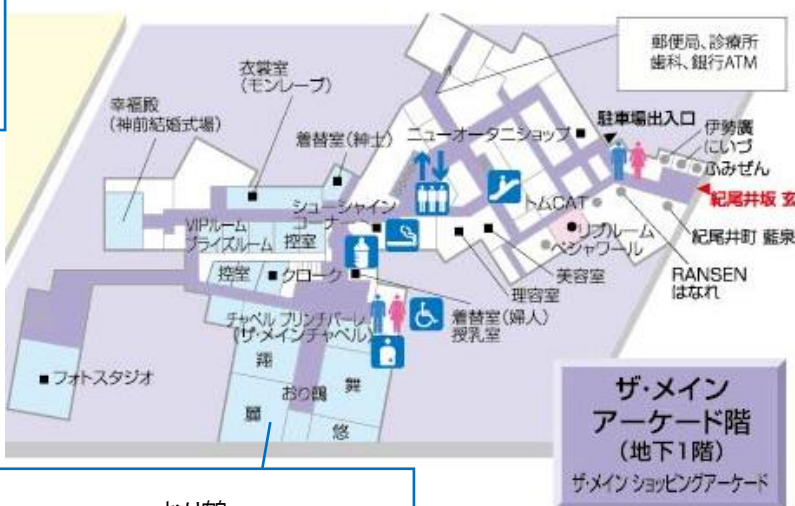 郵便局、診療所
歯科、銀行ATM
衣裳室
(モンレーブ)
幸福殿
(神前結婚式場)
着替室(紳士)
ニューオータニショップ
駐車場出入口
伊勢廣
にいづ
ふみぜん
紀尾井坂 玄
紀尾井町 藍泉
RANSEN
はなれ
トムCAT
リブルーム
ペシャワール
シューシャイン
コーナー
VIPルーム
ブライズルーム
控室
控室
クローク
美容室
理容室
着替室(婦人)
授乳室
チャペル プリンチパーレ
(ザ・メインチャペル)
フォトスタジオ
翔
おり鶴
舞
麗
悠
ザ・メイン
アーケード階
(地下1階)
ザ・メイン ショッピングアーケード